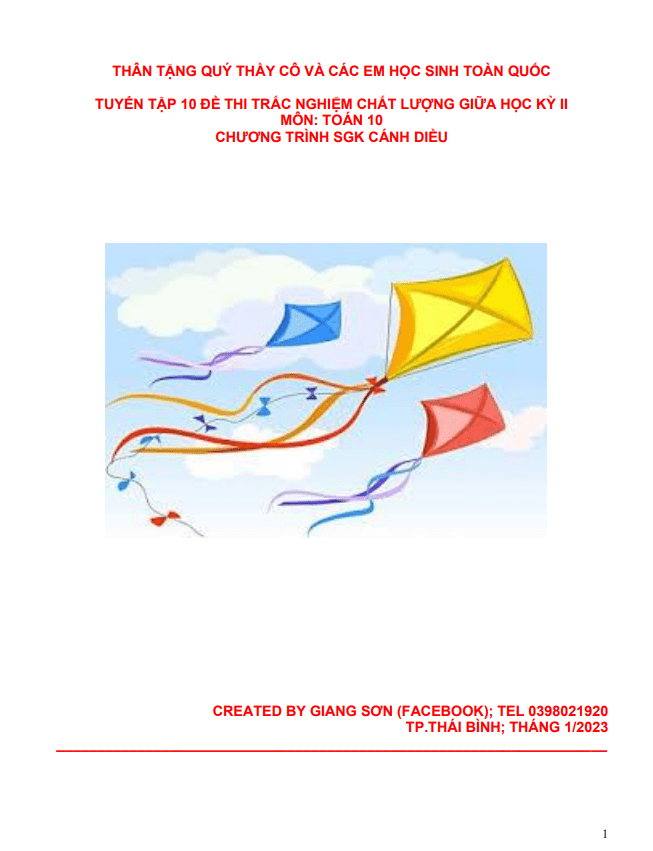 THÂN TẶNG QUÝ THẦY CÔ VÀ CÁC EM HỌC SINH TOÀN QUỐC
TUYỂN TẬP 10 ĐỀ THI TRẮC NGHIỆM CHẤT LƯỢNG GIỮA HỌC KỲ II
MÔN: TOÁN 10
CHƯƠNG TRÌNH SGK CÁNH DIỀU
CREATED BY GIANG SƠN (FACEBOOK); TEL 0398021920
TP.THÁI BÌNH; THÁNG 1/2023
1